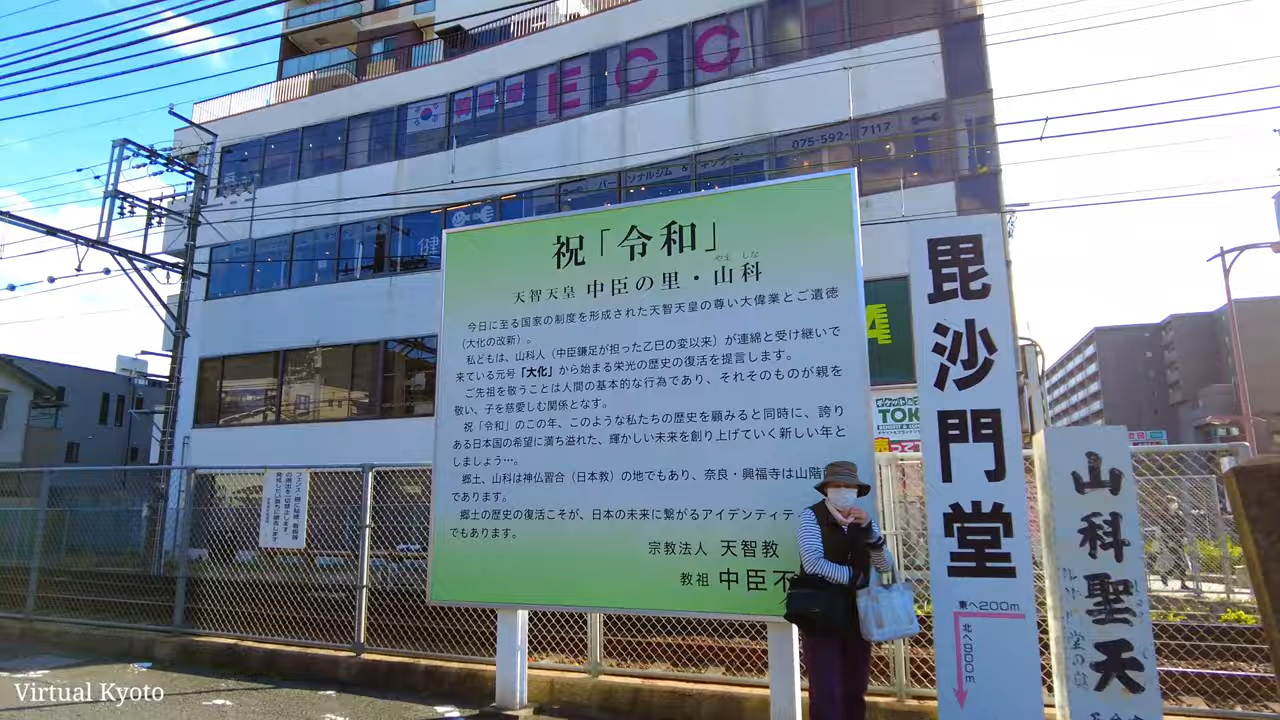 ECC
075-592-7117
パーソナルジム &
健
祝「令和」
やま しな
天智天皇 中臣の里・山科
今日に至る国家の制度を形成された天智天皇の尊い大偉業とご遺徳
(大化の改新)。
私どもは、山科人(中臣鎌足が担った乙巳の変以来)が連綿と受け継いで
来ている元号「大化」から始まる栄光の歴史の復活を提言します。
ご先祖を敬うことは人間の基本的な行為であり、それそのものが親を
敬い、子を慈愛しむ関係となす。
祝「令和」のこの年、このような私たちの歴史を顧みると同時に、誇り
ある日本国の希望に満ち溢れた、輝かしい未来を創り上げていく新しい年と
しましょう…。
郷土、山科は神仏習合(日本教)の地でもあり、奈良・興福寺は山階
であります。
郷土の歴史の復活こそが、日本の未来に繋がるアイデンティテ
でもあります。
宗教法人 天智教
教祖 中臣不
毘沙門堂
東へ200m
北へ900m
山科聖天
TOK
売って
Virtual Kyoto